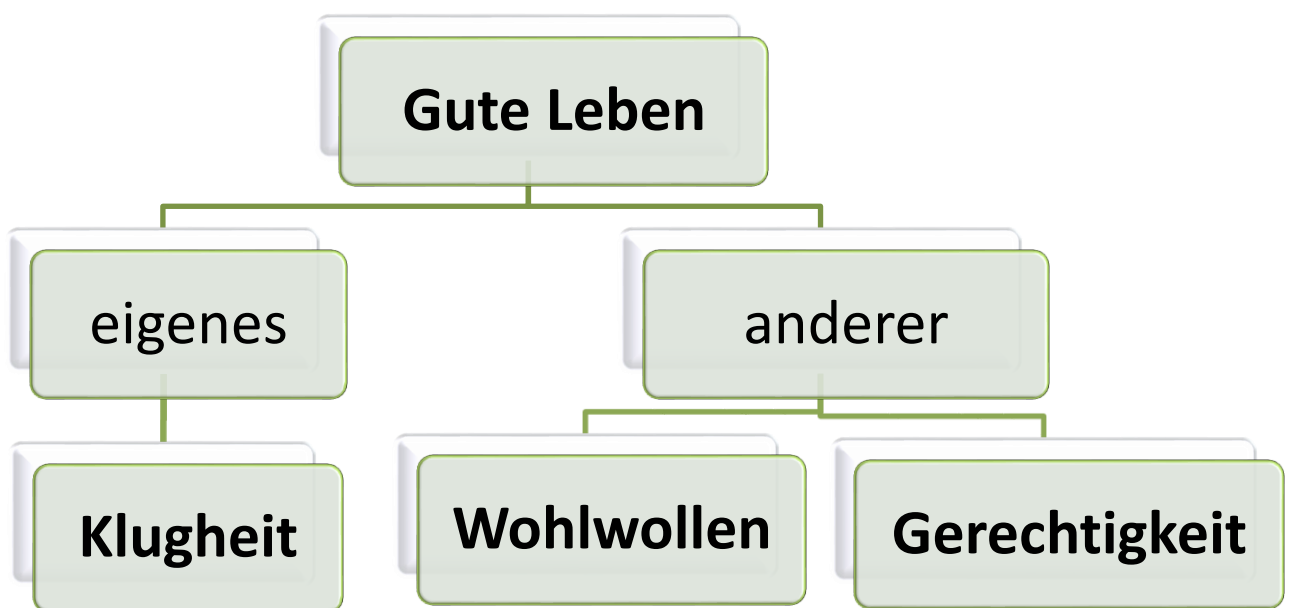 Gute Leben
eigenes
anderer
Klugheit
Wohlwollen
Gerechtigkeit